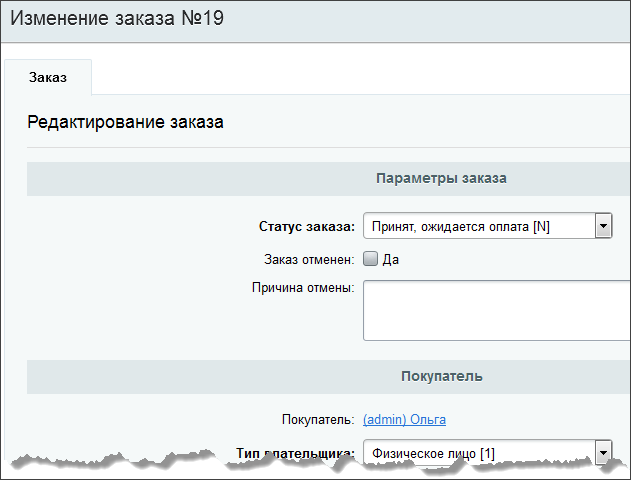 Изменение заказа №19
Заказ
Редактирование заказа
Параметры заказа
Статус заказа: Принят, ожидается оплата [N]
Заказ отменен: Да
Причина отмены:
Покупатель
Покупатель: (admin) Ольга
Тип плательщика: Физическое лицо [1]